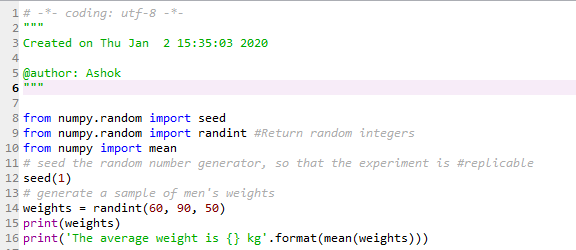 1 # -*- coding: utf-8 -*-
2 """
3 Created on Thu Jan  2 15:35:03 2020
4
5 @author: Ashok
6 """
7
8 from numpy.random import seed
9 from numpy.random import randint #Return random integers
10 from numpy import mean
11 # seed the random number generator, so that the experiment is #replicable
12 seed(1)
13 # generate a sample of men's weights
14 weights = randint(60, 90, 50)
15 print(weights)
16 print('The average weight is {} kg'.format(mean(weights)))